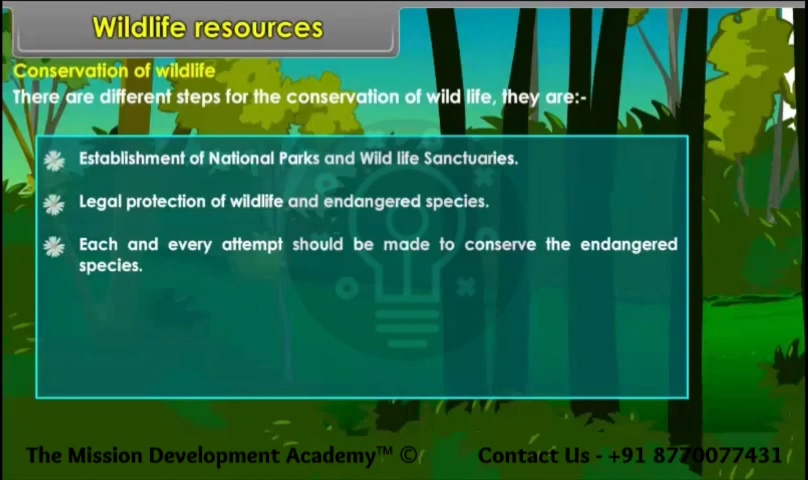 Wildlife resources
Conservation of wildlife
There are different steps for the conservation of wild life, they are:-
Establishment of National Parks and Wild life Sanctuaries.
Legal protection of wildlife and endangered species.
Each and every attempt should be made to conserve the endangered
species.
The Mission Development Academy™ © Contact Us - +91 8770077431